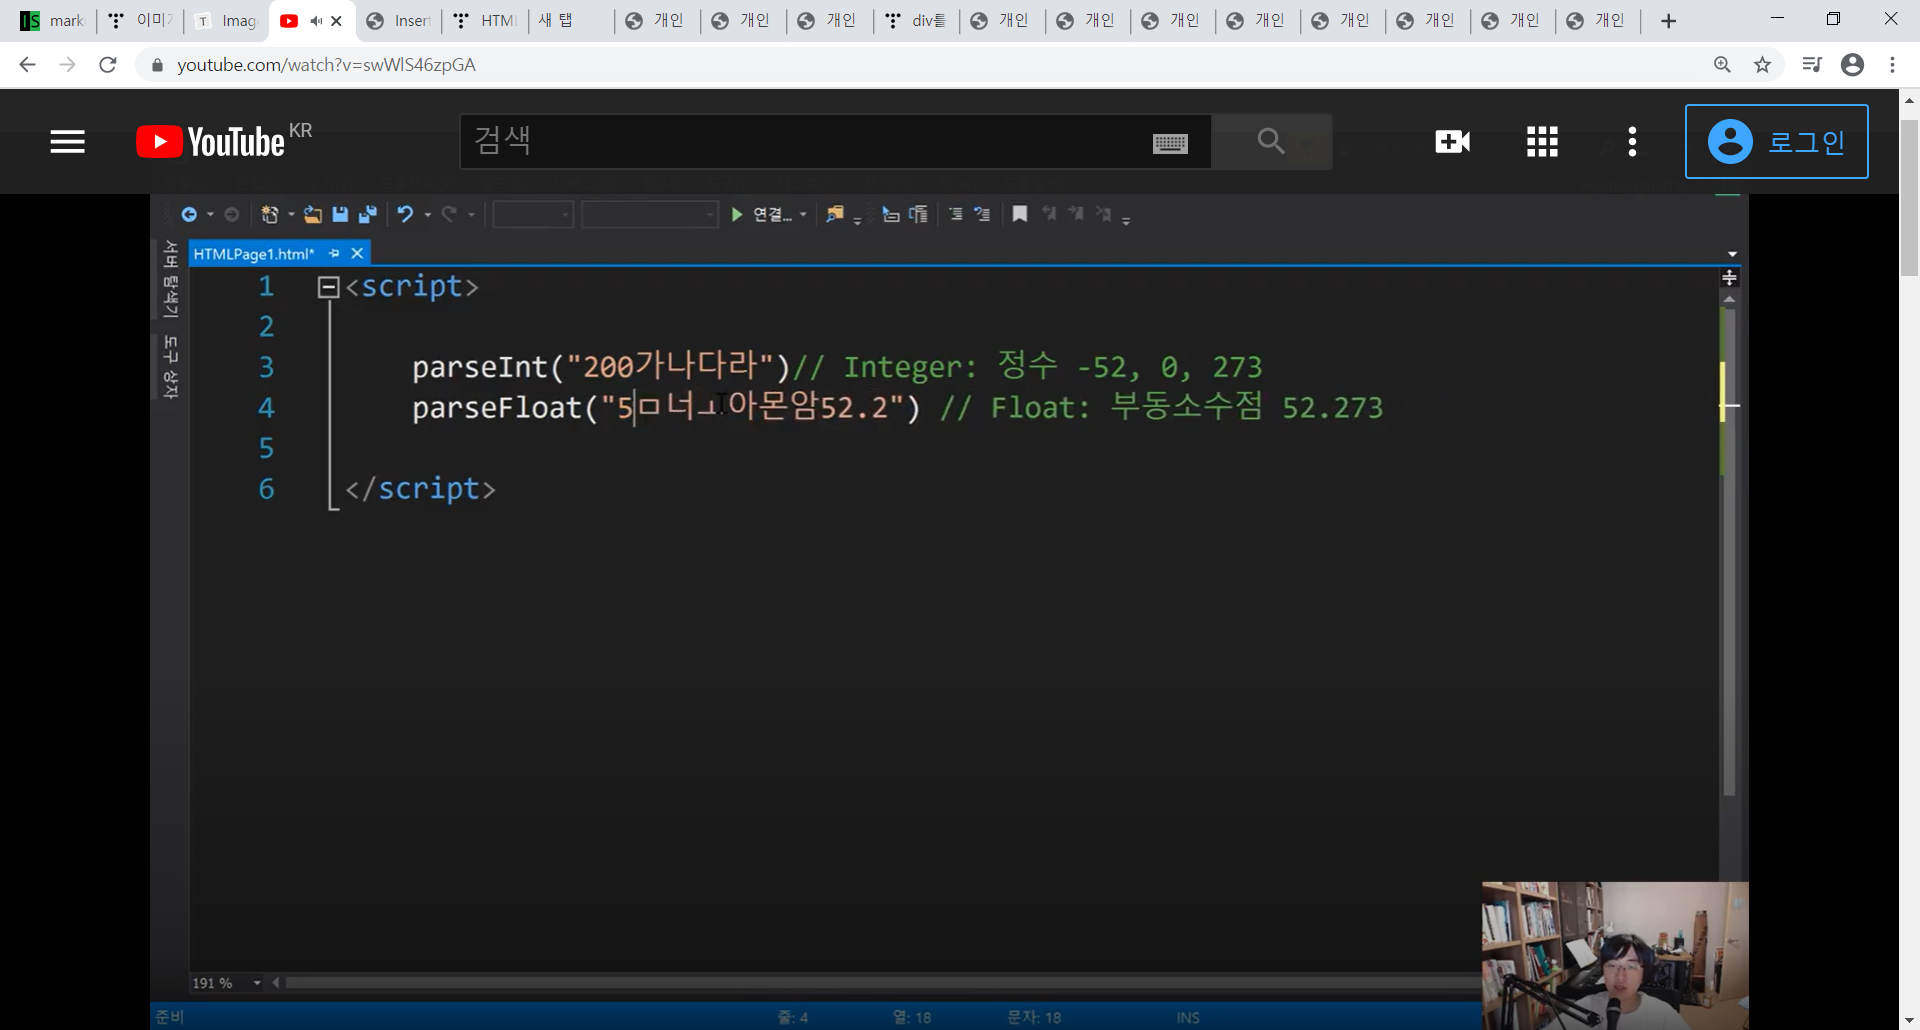 mark
이미지
Imag
Inser
HTML
새 탭
개인
개인
개인
div를
개인
개인
개인
개인
개인
개인
개인
개인
youtube.com/watch?v=swWlS46zpGA
YouTube KR
검색
로그인
연결...
HTMLPage1.html*
서버 탐색기
도구 상자
1 <script>
2
3 parseInt("200가나다라")// Integer: 정수 -52, 0, 273
4 parseFloat("5ㅁ너ㅗ아몬암52.2") // Float: 부동소수점 52.273
5
6 </script>
191 %
준비
줄: 4
열: 18
문자: 18
INS